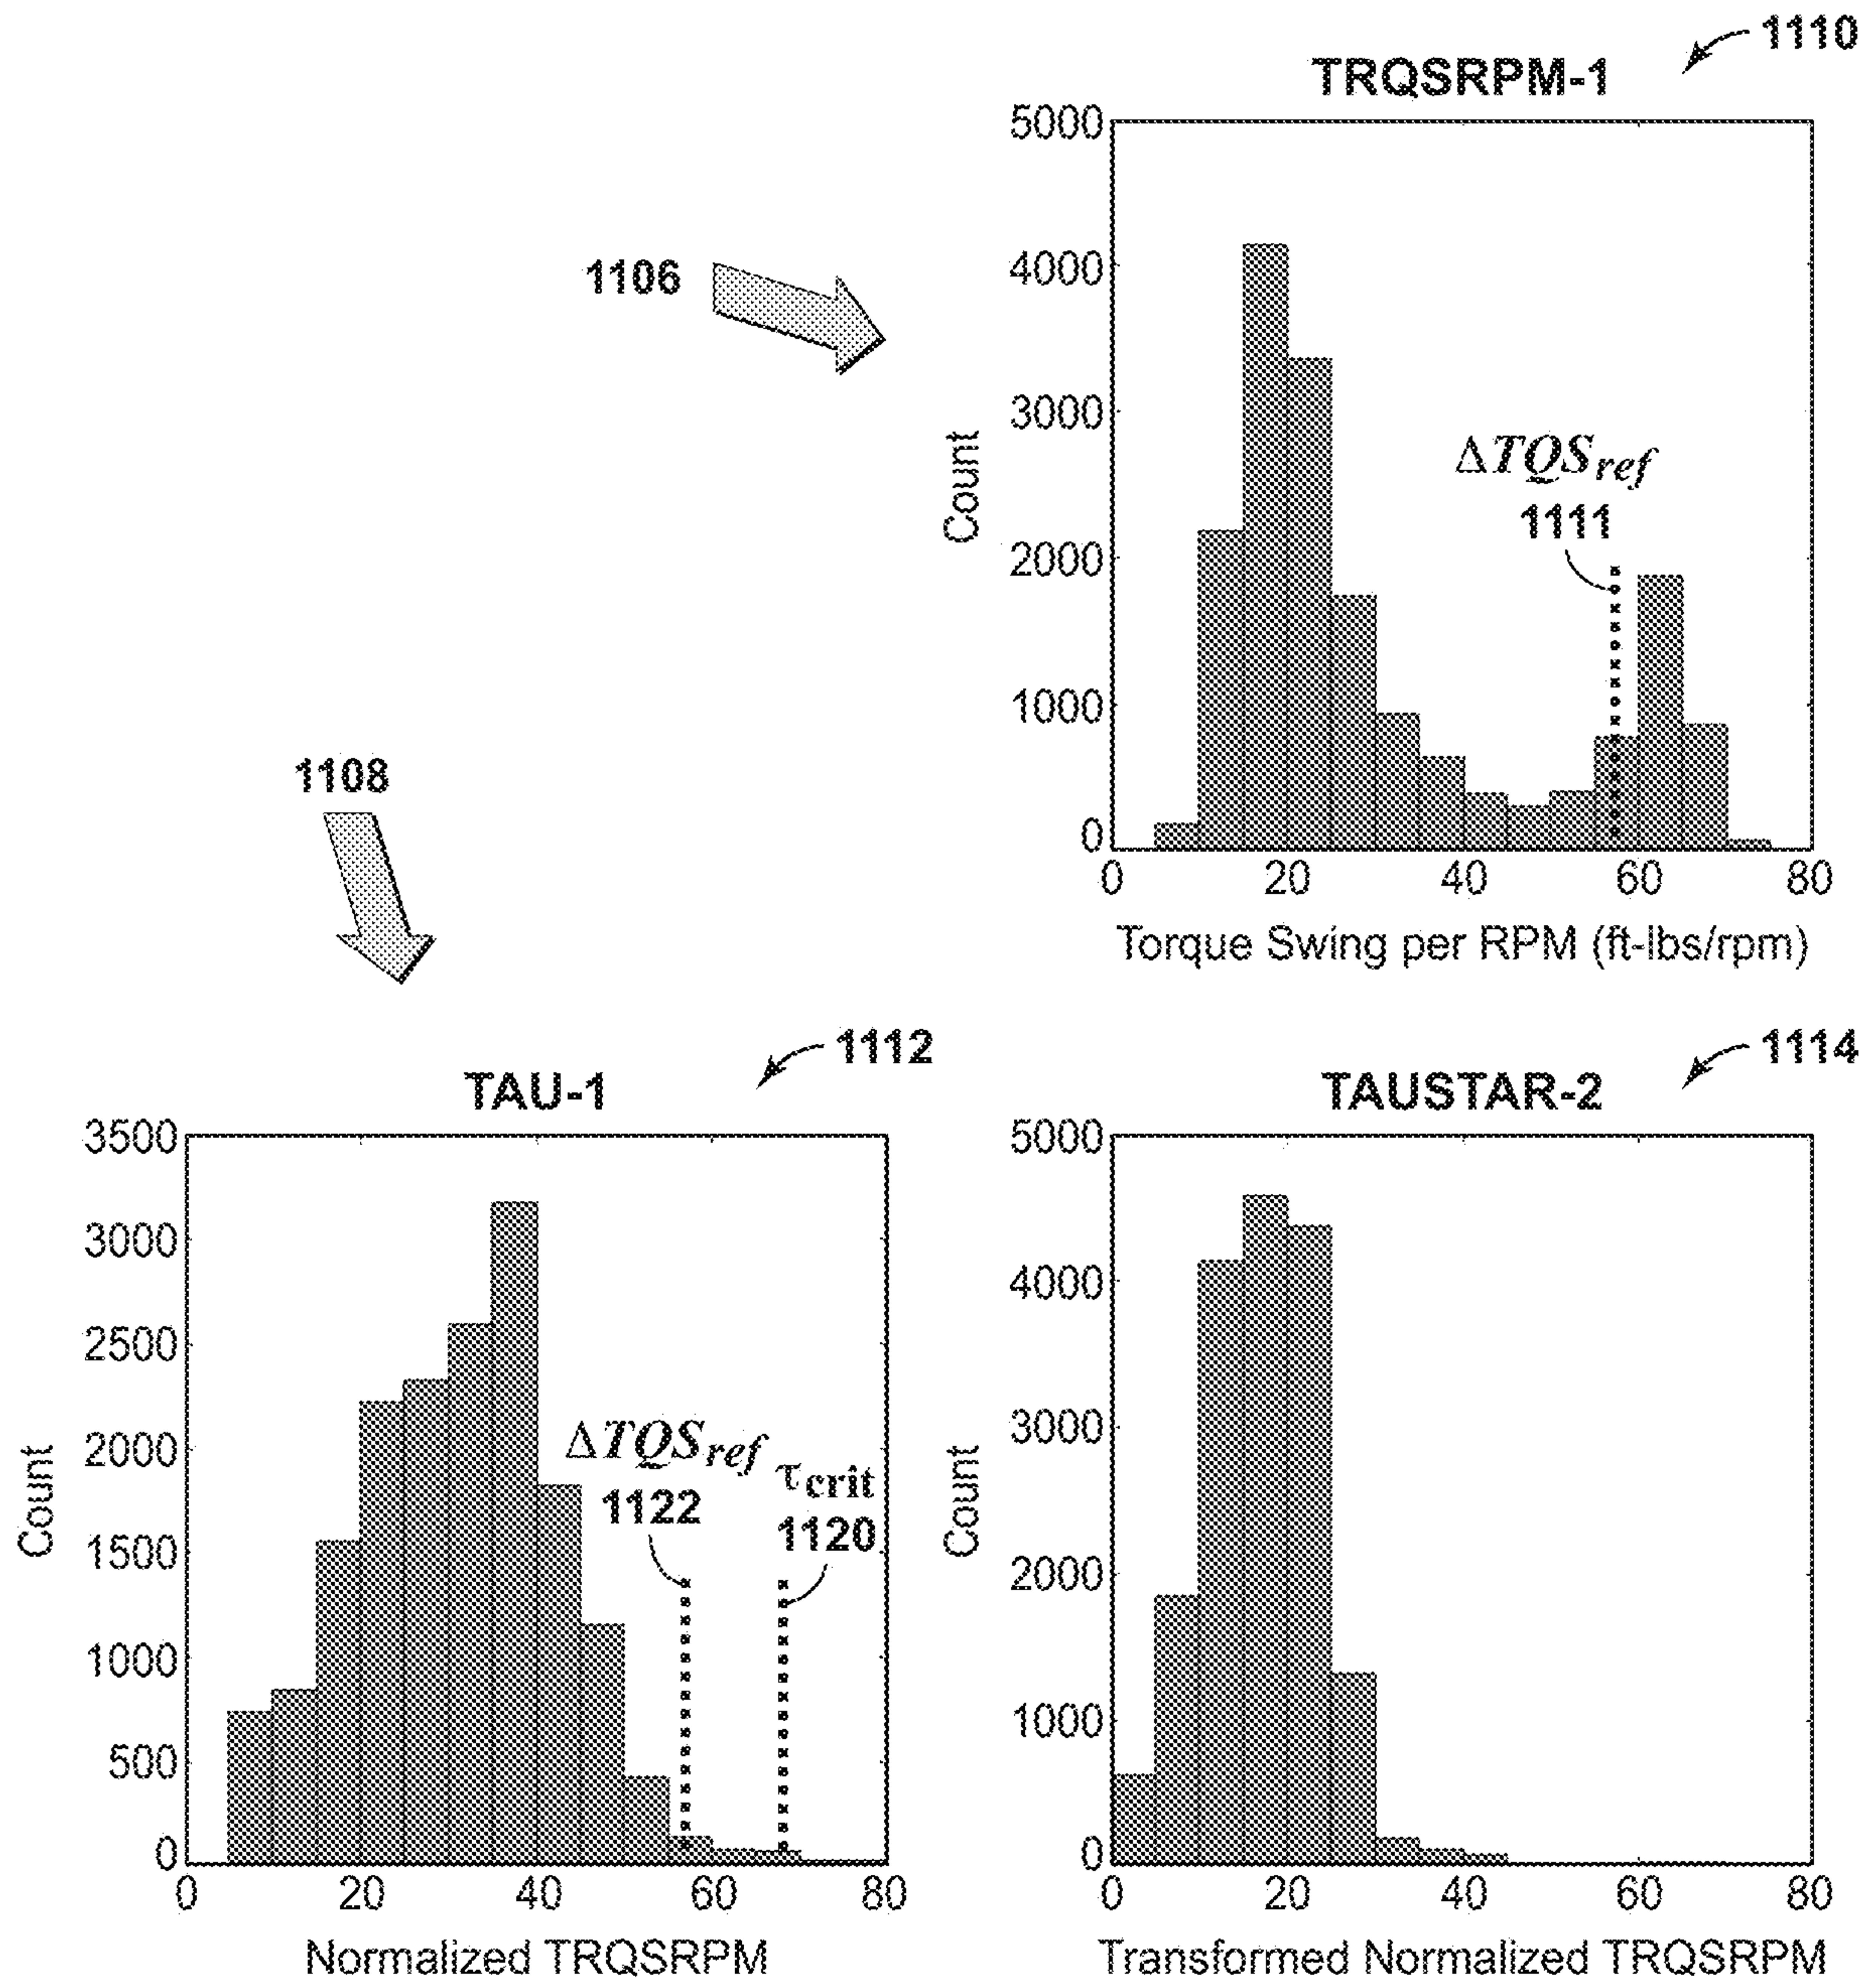 1110
TRQSRPM-1
5000
4000
3000
2000
1000
0
Count
ΔTQSref
1111
0 20 40 60 80
Torque Swing per RPM (ft-lbs/rpm)
1106
1108
1112
TAU-1
3500
3000
2500
2000
1500
1000
500
0
Count
ΔTQSref
1122
τcrit
1120
0 20 40 60 80
Normalized TRQSRPM
1114
TAUSTAR-2
5000
4000
3000
2000
1000
0
Count
0 20 40 60 80
Transformed Normalized TRQSRPM